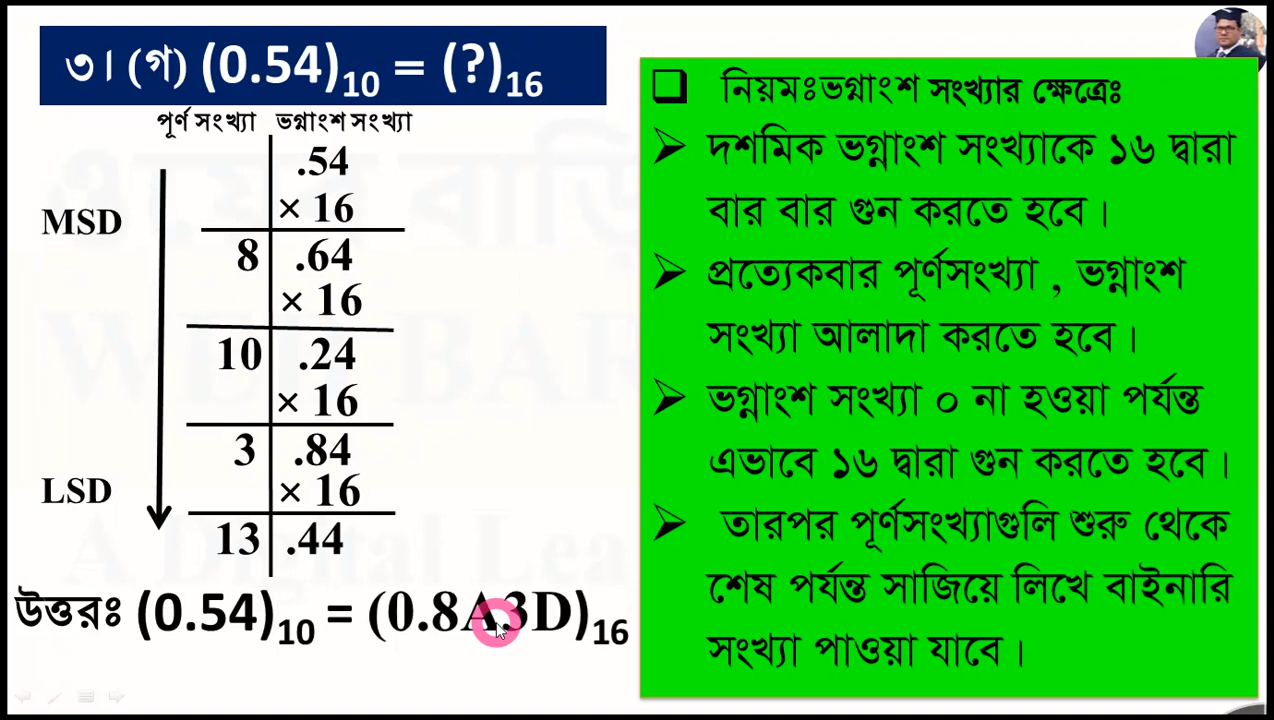 ৩। (গ) (0.54)10 = (?)16
পূর্ণ সংখ্যা ভগ্নাংশ সংখ্যা
.54
× 16
MSD
8 .64
× 16
10 .24
× 16
3 .84
LSD × 16
13 .44
উত্তরঃ (0.54)10 = (0.8A3D)16
নিয়মঃভগ্নাংশ সংখ্যার ক্ষেত্রেঃ
দশমিক ভগ্নাংশ সংখ্যাকে ১৬ দ্বারা
বার বার গুন করতে হবে।
প্রত্যেকবার পূর্ণসংখ্যা , ভগ্নাংশ
সংখ্যা আলাদা করতে হবে।
ভগ্নাংশ সংখ্যা ০ না হওয়া পর্যন্ত
এভাবে ১৬ দ্বারা গুন করতে হবে।
তারপর পূর্ণসংখ্যাগুলি শুরু থেকে
শেষ পর্যন্ত সাজিয়ে লিখে বাইনারি
সংখ্যা পাওয়া যাবে।